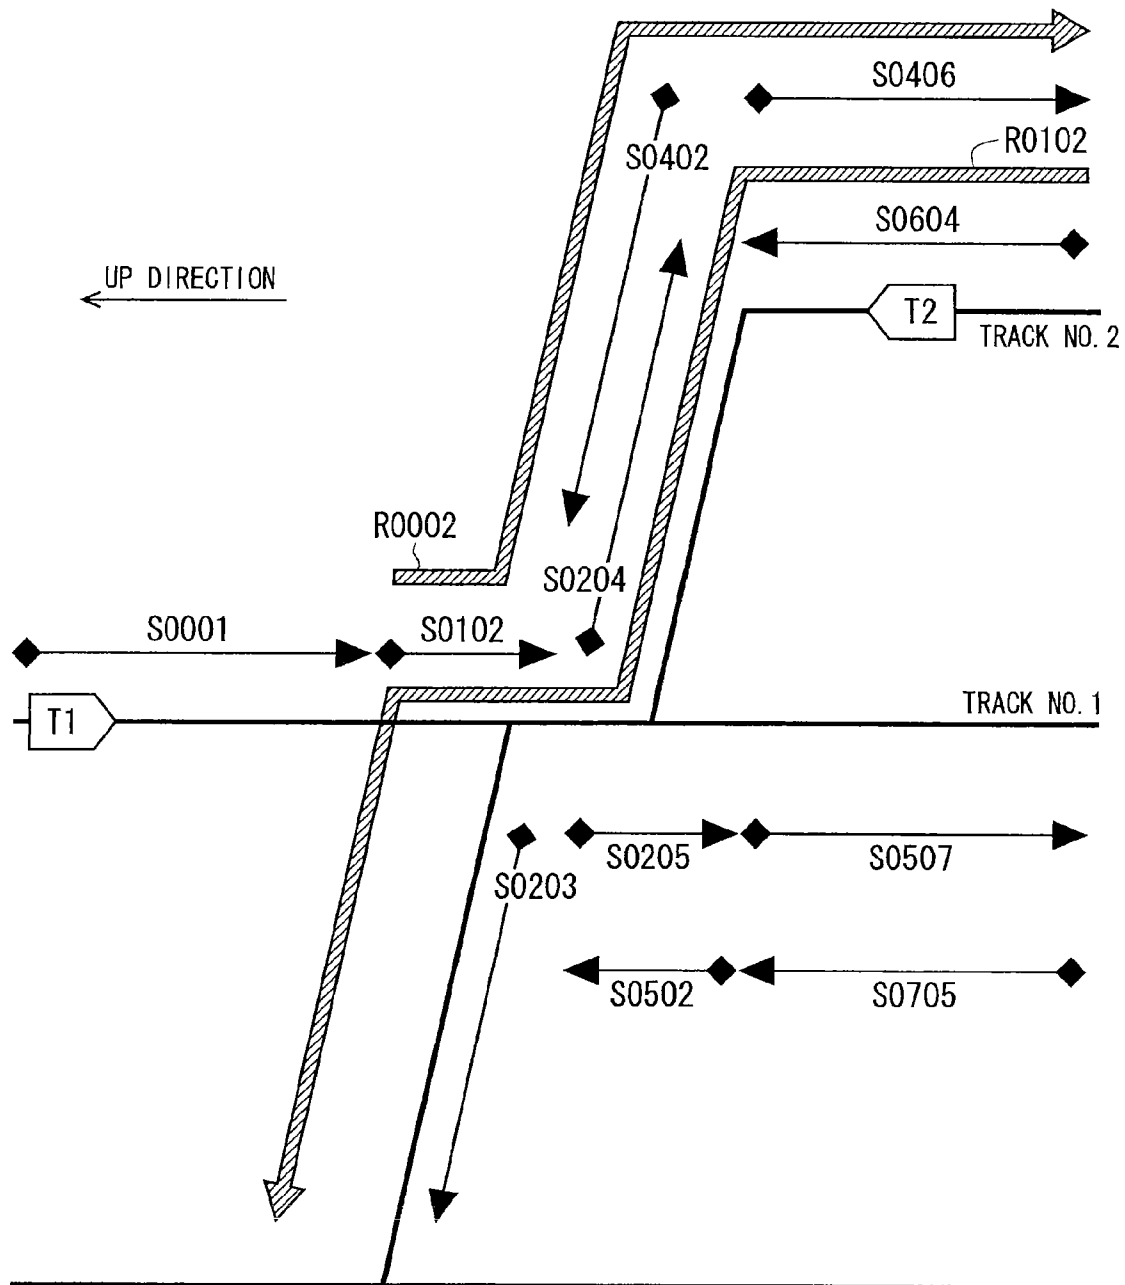 S0406
R0102
S0402
S0604
UP DIRECTION
T2
TRACK NO. 2
R0002
S0204
S0001
S0102
TRACK NO. 1
T1
S0205
S0507
S0203
S0502
S0705